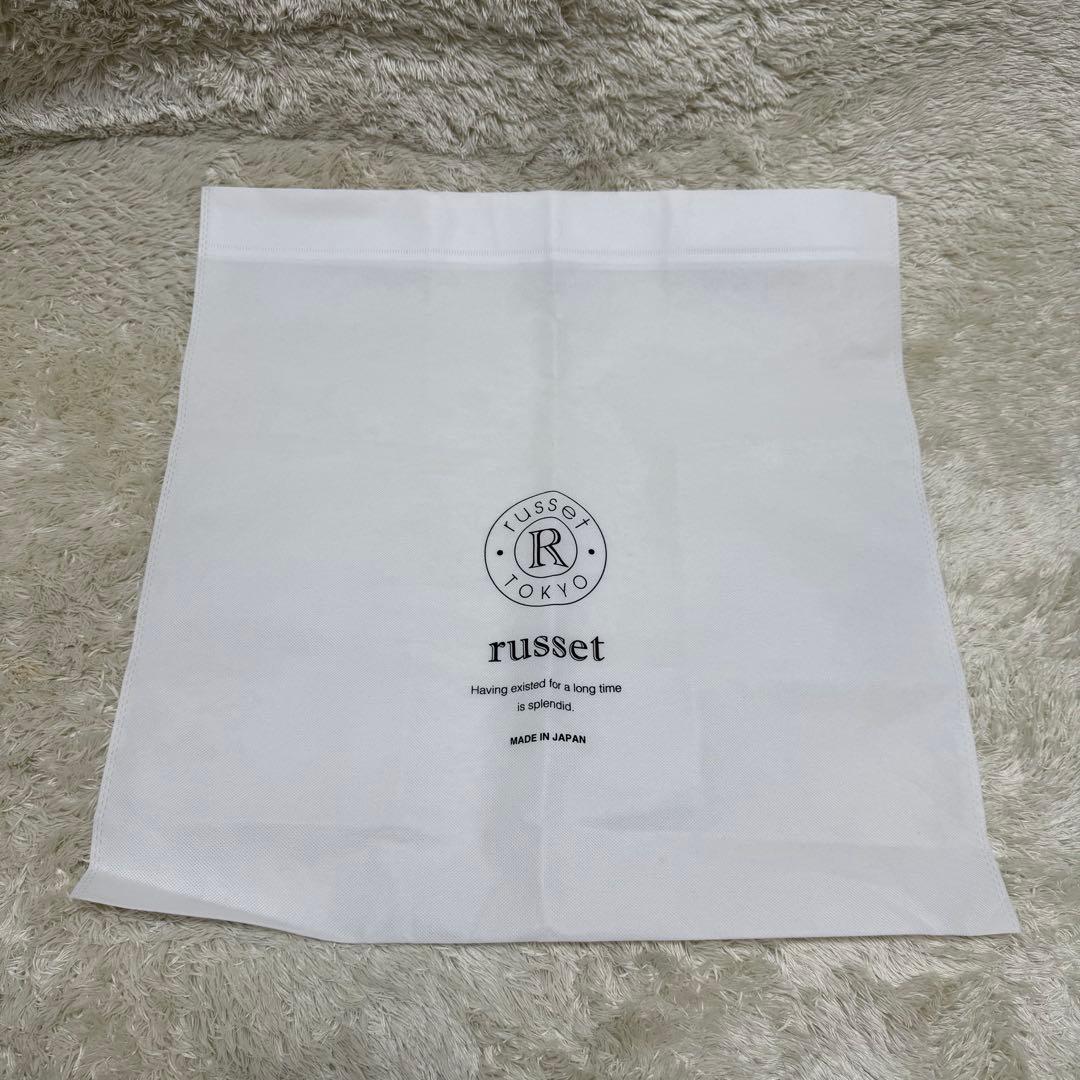 russet
R
TOKYO
russet
Having existed for a long time
is splendid.
MADE IN JAPAN